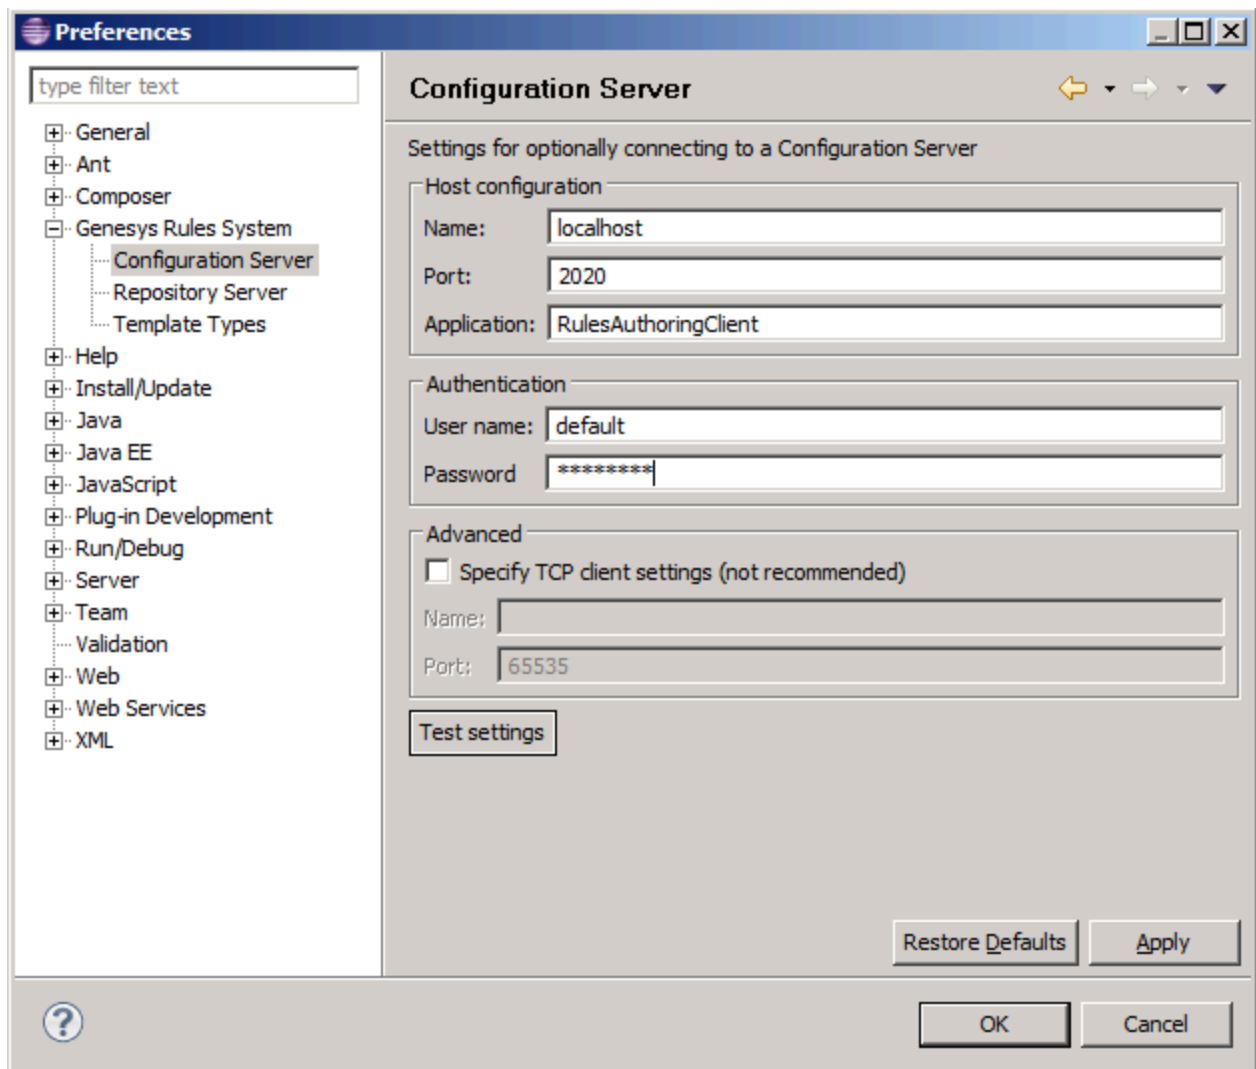 Preferences
type filter text
General
Ant
Composer
Genesys Rules System
Configuration Server
Repository Server
Template Types
Help
Install/Update
Java
Java EE
JavaScript
Plug-in Development
Run/Debug
Server
Team
Validation
Web
Web Services
XML
Configuration Server
Settings for optionally connecting to a Configuration Server
Host configuration
Name: localhost
Port: 2020
Application: RulesAuthoringClient
Authentication
User name: default
Password ********
Advanced
Specify TCP client settings (not recommended)
Name:
Port: 65535
Test settings
Restore Defaults Apply
? OK Cancel